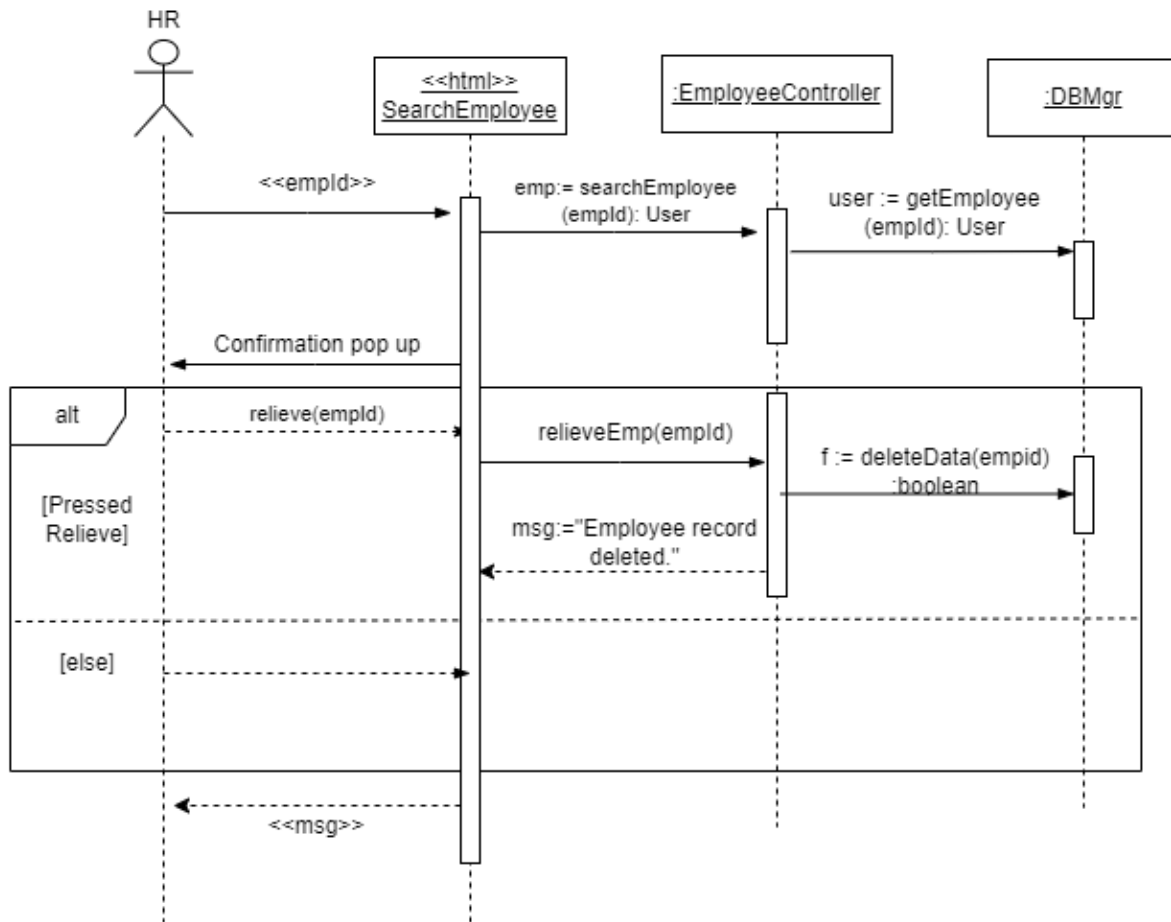 HR
<<html>>
SearchEmployee
:EmployeeController
:DBMgr
<<empId>>
emp:= searchEmployee
(empId): User
user := getEmployee
(empId): User
Confirmation pop up
alt
relieve(empId)
relieveEmp(empId)
f := deleteData(empid)
:boolean
[Pressed
Relieve]
msg:="Employee record
deleted."
[else]
<<msg>>